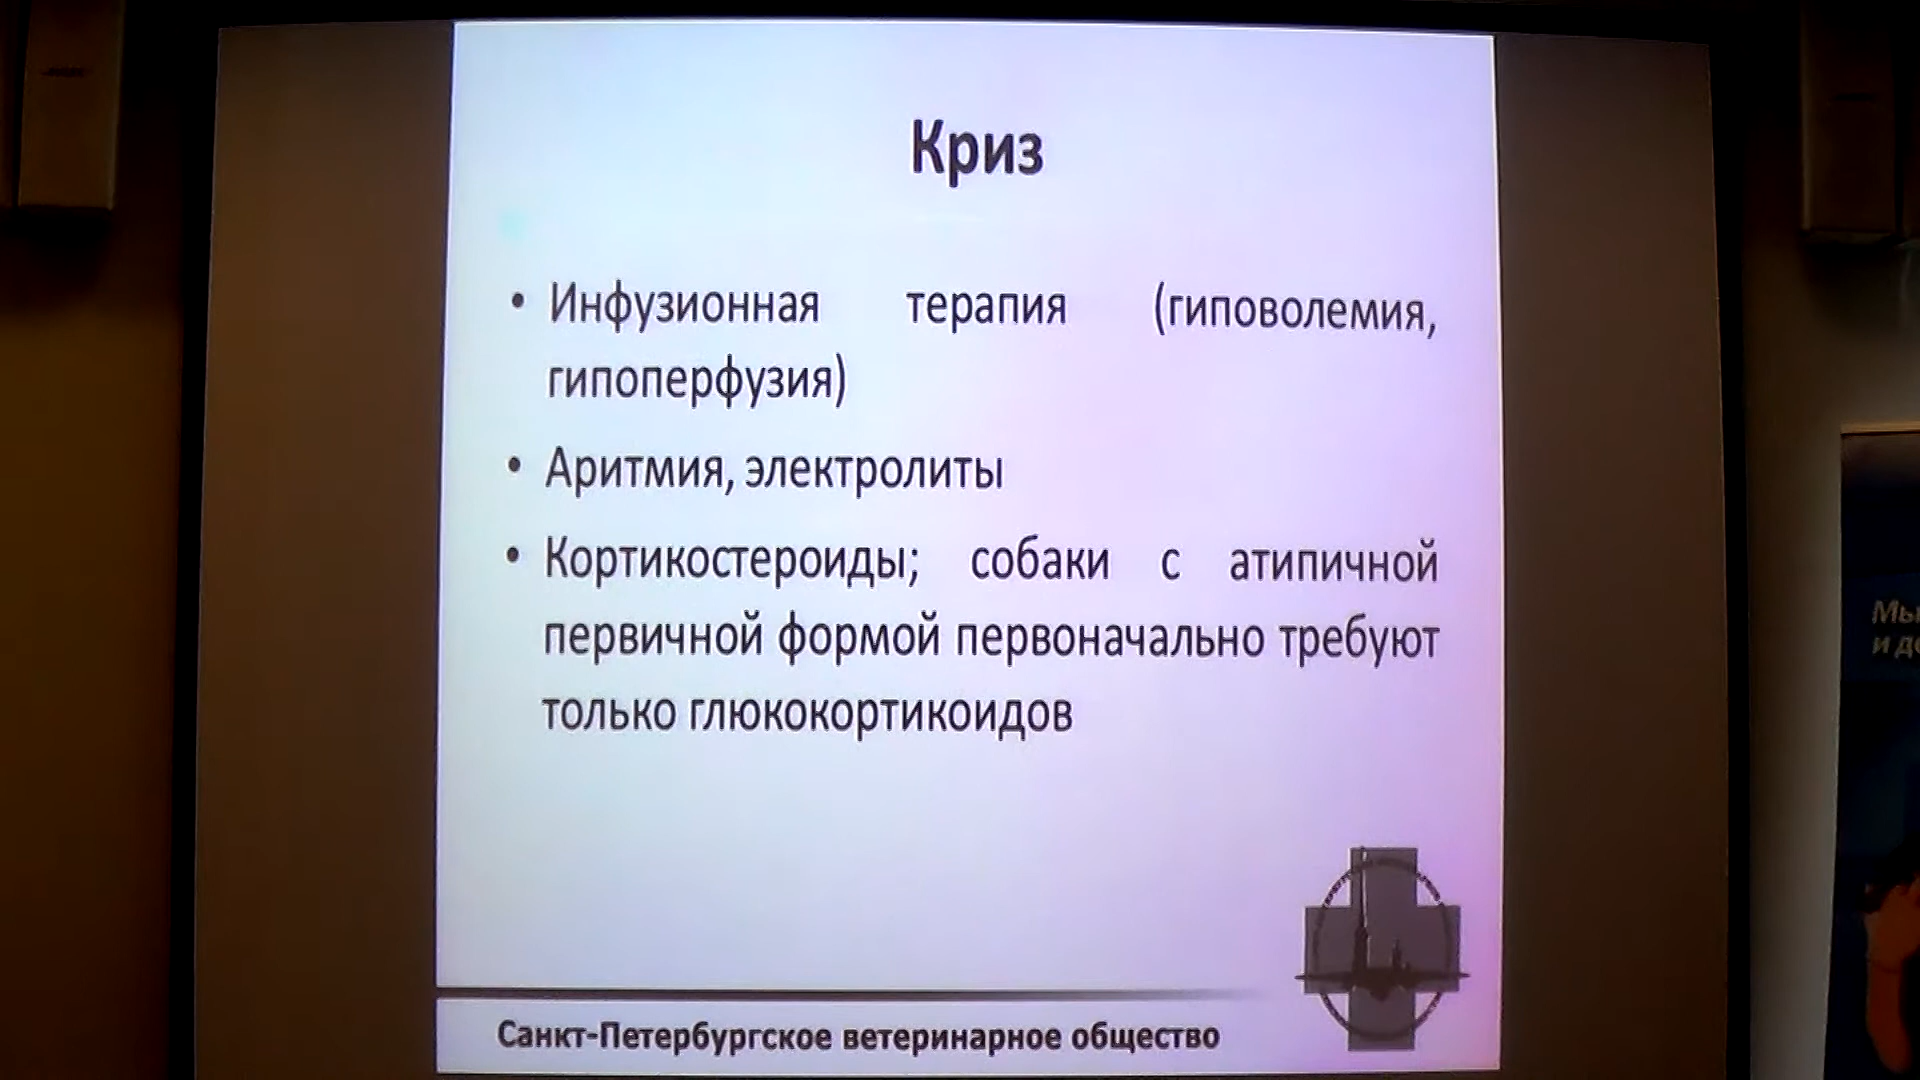 Криз
• Инфузионная терапия (гиповолемия,
гипоперфузия)
• Аритмия, электролиты
• Кортикостероиды; собаки с атипичной
первичной формой первоначально требуют
только глюкокортикоидов
Санкт-Петербургское ветеринарное общество
Мы
и